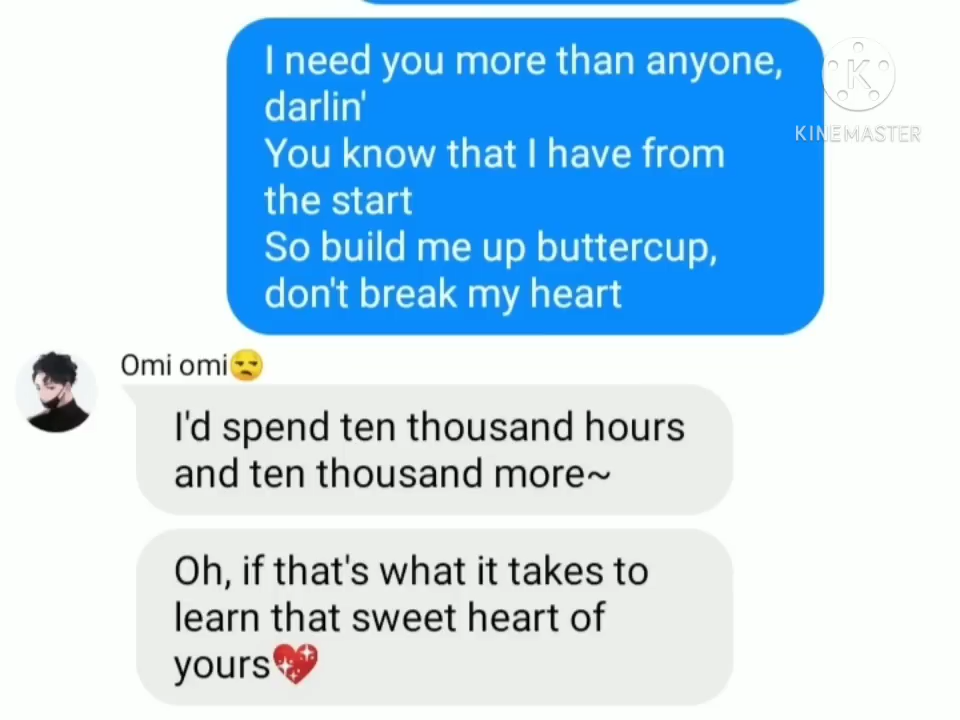 I need you more than anyone,
darlin'
You know that I have from
the start
So build me up buttercup,
don't break my heart
K
KINEMASTER
Omi omi😒
I'd spend ten thousand hours
and ten thousand more~
Oh, if that's what it takes to
learn that sweet heart of
yours💖